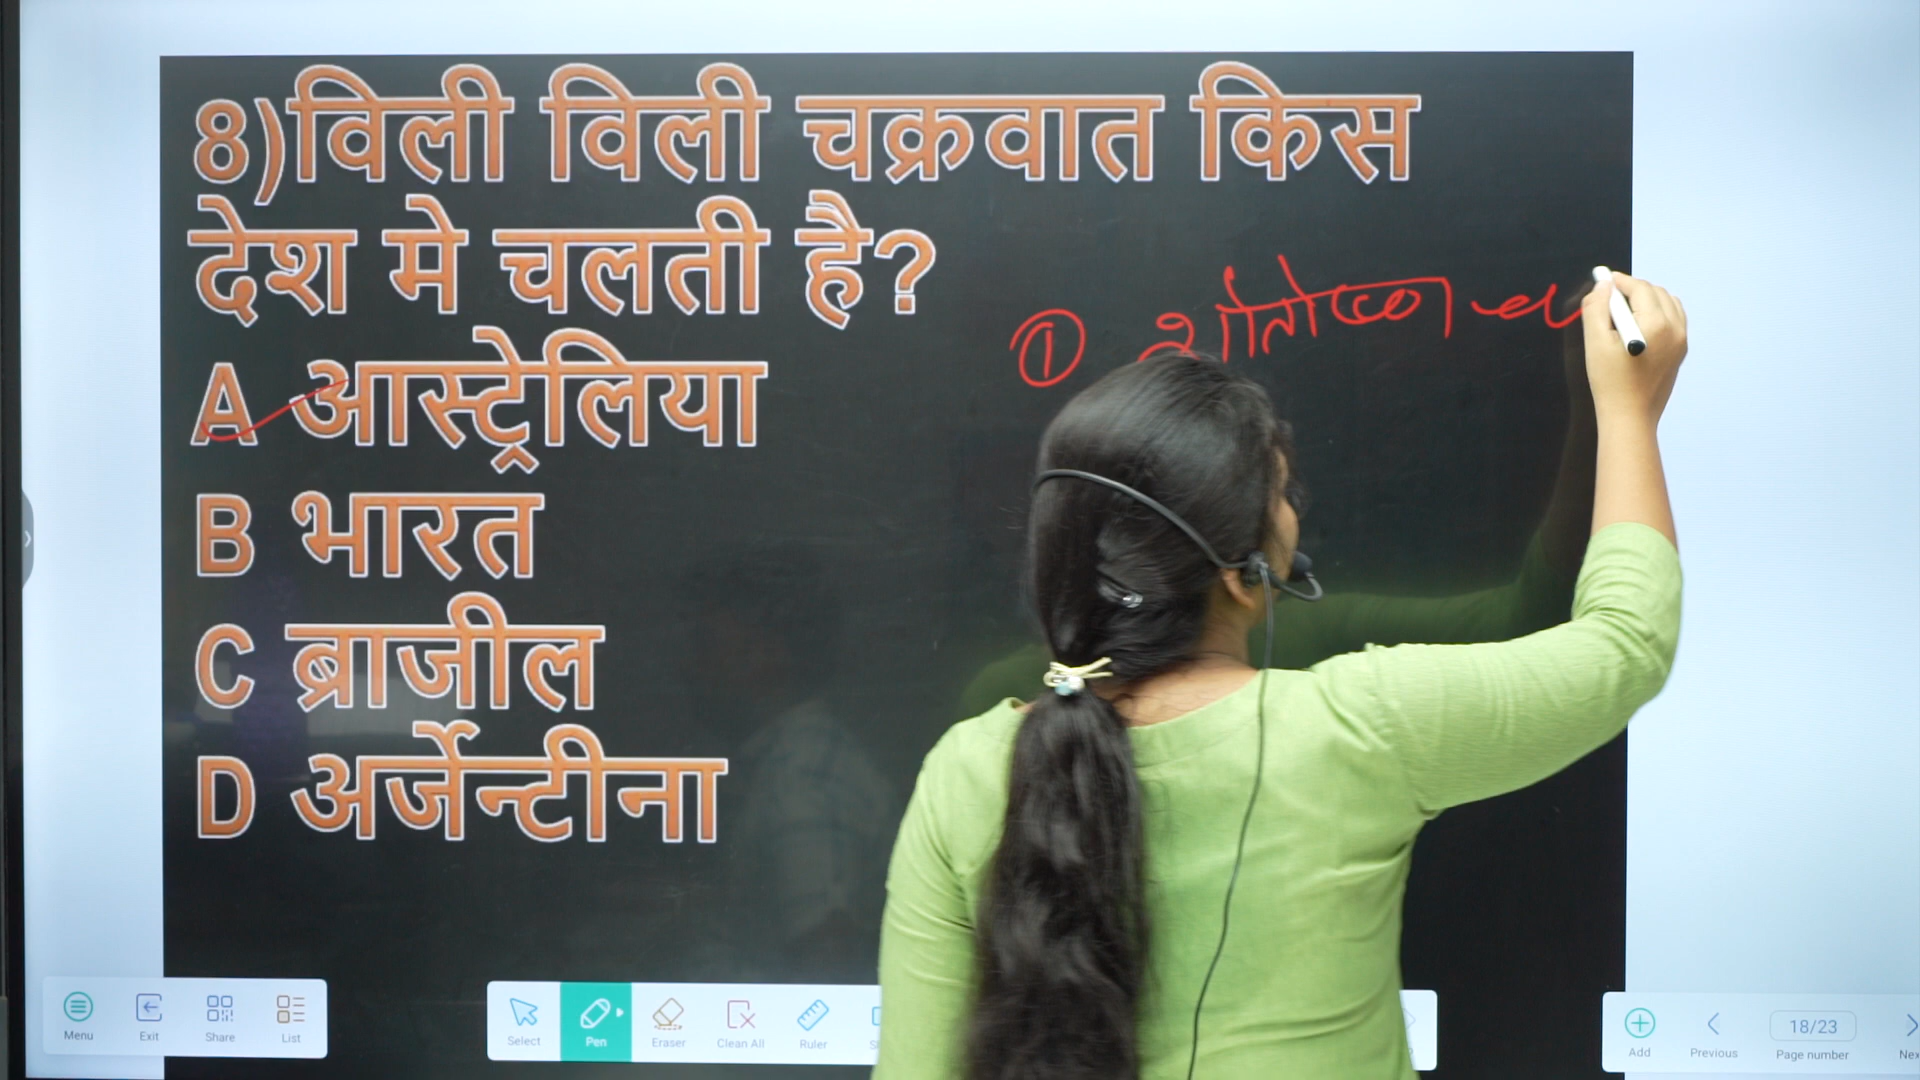 8)विली विली चक्रवात किस
देश मे चलती है?
A आस्ट्रेलिया
B भारत
C ब्राजील
D अर्जेन्टीना
① शीतोष्ण
Menu Exit Share List
Select Pen Eraser Clean All Ruler
Add Previous 18/23 Page number